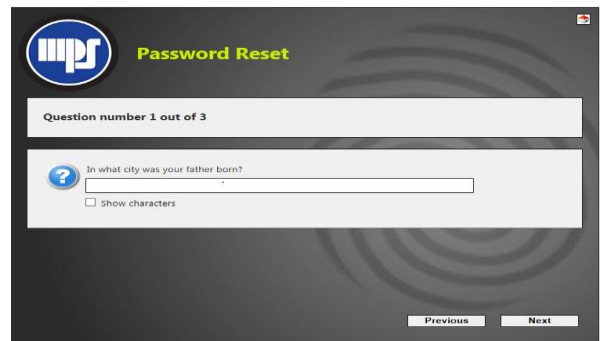 mps
Password Reset
Question number 1 out of 3
In what city was your father born?
Show characters
Previous
Next